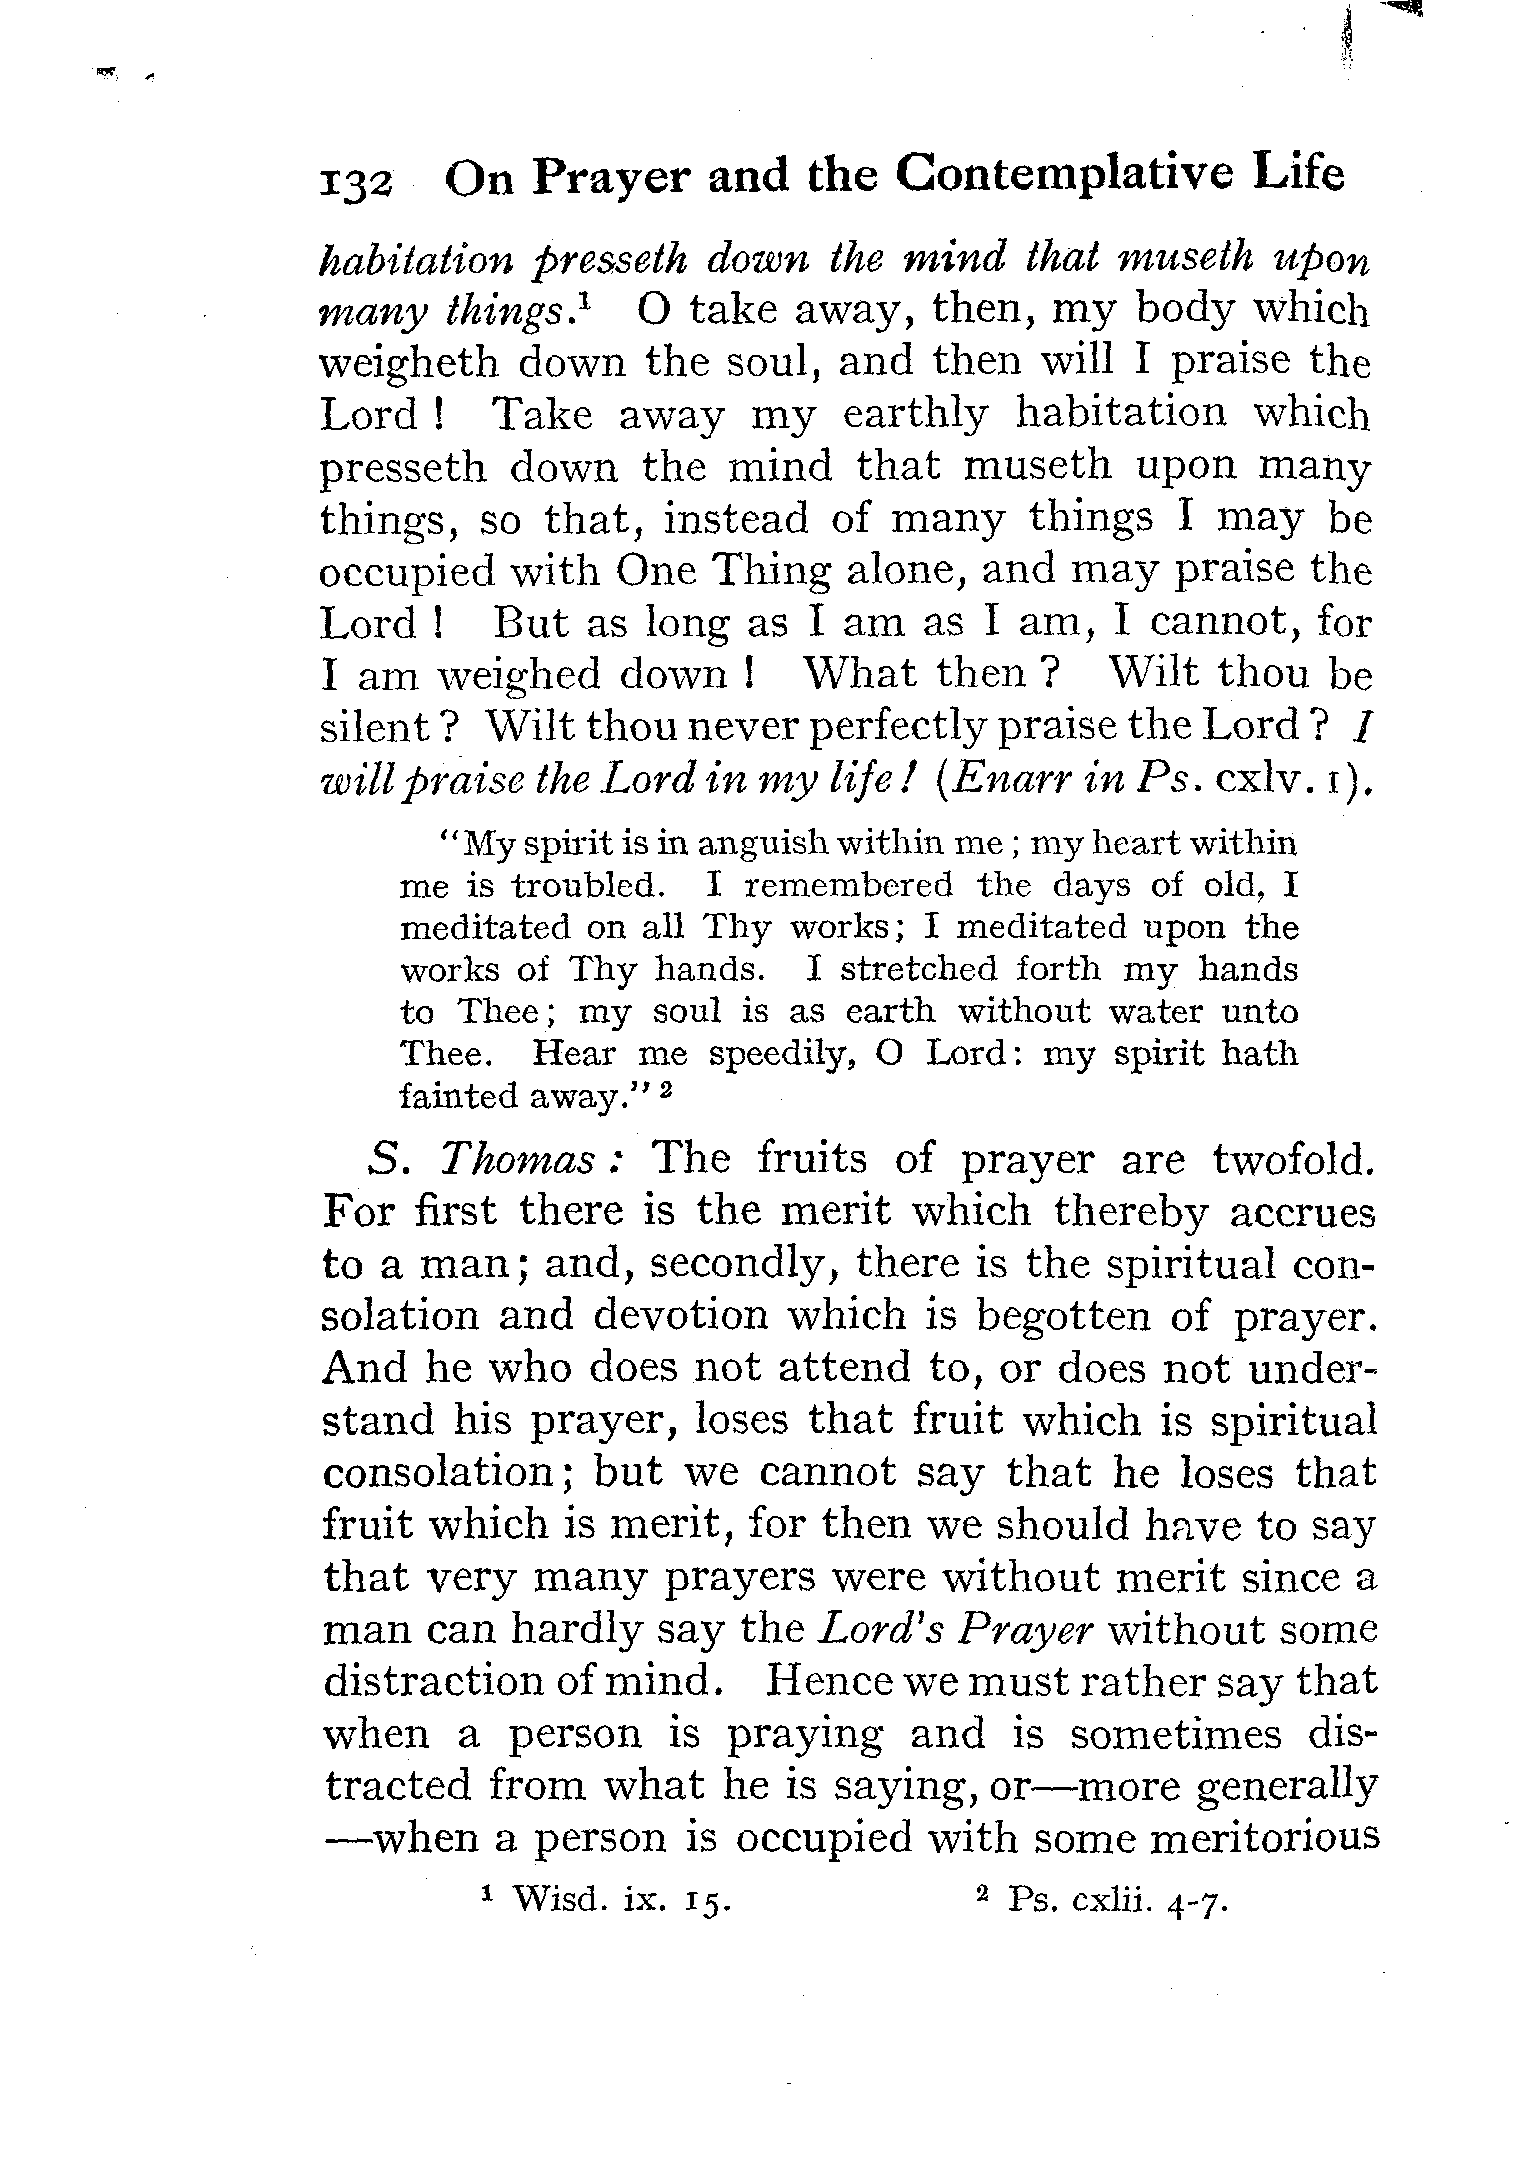 132 On Prayer and the Contemplative Life
habitation presseth down the mind that museth upon
many things.¹ O take away, then, my body which
weigheth down the soul, and then will I praise the
Lord ! Take away my earthly habitation which
presseth down the mind that museth upon many
things, so that, instead of many things I may be
occupied with One Thing alone, and may praise the
Lord ! But as long as I am as I am, I cannot, for
I am weighed down ! What then ? Wilt thou be
silent ? Wilt thou never perfectly praise the Lord ? I
will praise the Lord in my life ! (Enarr in Ps. cxlv. 1).
"My spirit is in anguish within me ; my heart within
me is troubled. I remembered the days of old, I
meditated on all Thy works; I meditated upon the
works of Thy hands. I stretched forth my hands
to Thee; my soul is as earth without water unto
Thee. Hear me speedily, O Lord: my spirit hath
fainted away." ²
S. Thomas : The fruits of prayer are twofold.
For first there is the merit which thereby accrues
to a man; and, secondly, there is the spiritual con-
solation and devotion which is begotten of prayer.
And he who does not attend to, or does not under-
stand his prayer, loses that fruit which is spiritual
consolation; but we cannot say that he loses that
fruit which is merit, for then we should have to say
that very many prayers were without merit since a
man can hardly say the Lord's Prayer without some
distraction of mind. Hence we must rather say that
when a person is praying and is sometimes dis-
tracted from what he is saying, or—more generally
—when a person is occupied with some meritorious
¹ Wisd. ix. 15. ² Ps. cxlii. 4-7.